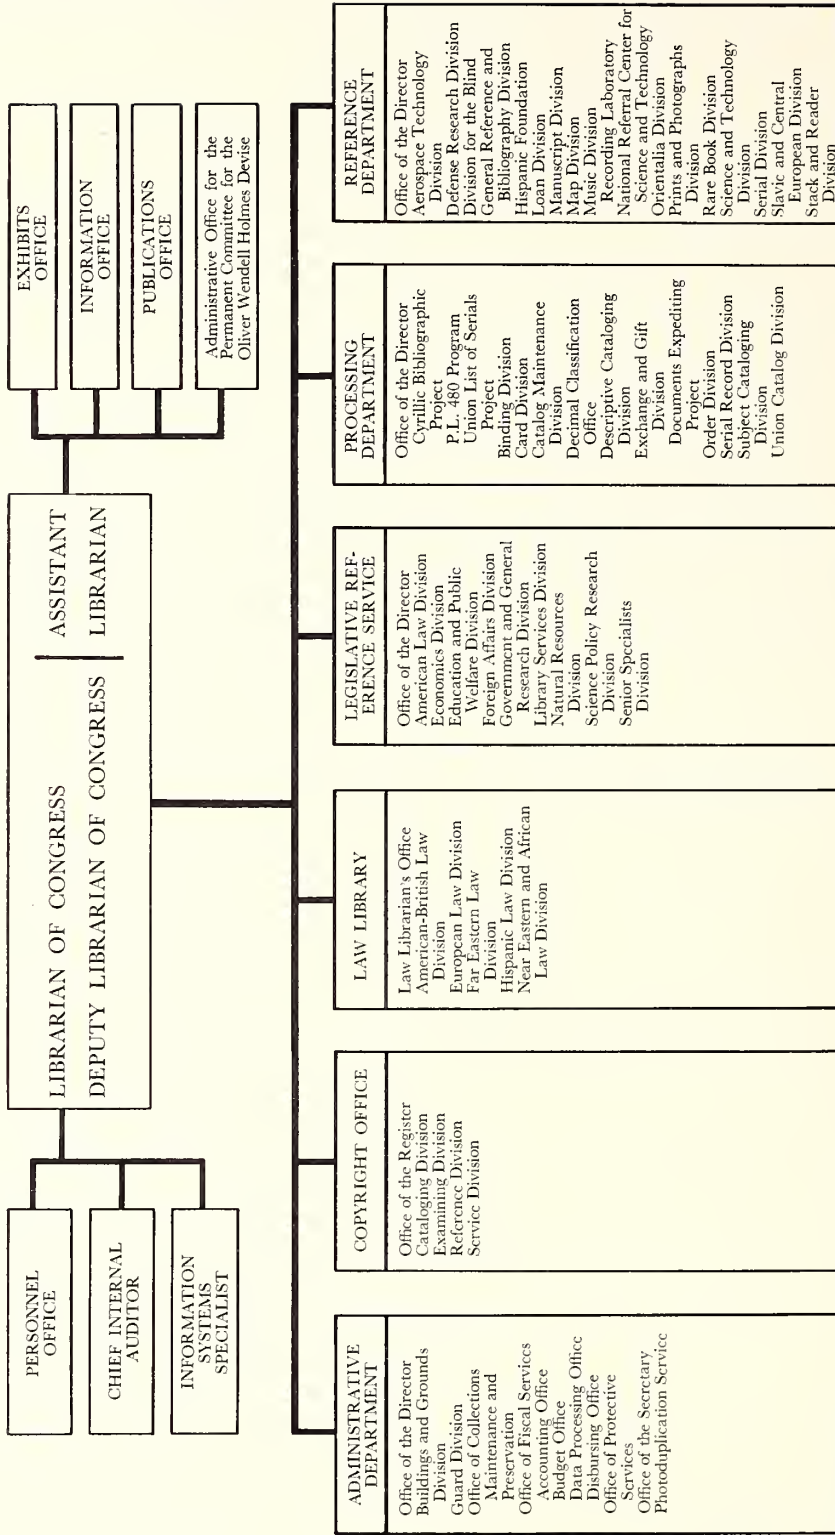 LIBRARIAN OF CONGRESS
DEPUTY LIBRARIAN OF CONGRESS
ASSISTANT
LIBRARIAN
PERSONNEL
OFFICE
CHIEF INTERNAL
AUDITOR
INFORMATION
SYSTEMS
SPECIALIST
EXHIBITS
OFFICE
INFORMATION
OFFICE
PUBLICATIONS
OFFICE
Administrative Office for the
Permanent Committee for the
Oliver Wendell Holmes Devise
ADMINISTRATIVE
DEPARTMENT
Office of the Director
Buildings and Grounds
Division
Guard Division
Office of Collections
Maintenance and
Preservation
Office of Fiscal Services
Accounting Office
Budget Office
Data Processing Office
Disbursing Office
Office of Protective
Services
Office of the Secretary
Photoduplication Service
COPYRIGHT OFFICE
Office of the Register
Cataloging Division
Examining Division
Reference Division
Service Division
LAW LIBRARY
Law Librarian's Office
American-British Law
Division
European Law Division
Far Eastern Law
Division
Hispanic Law Division
Near Eastern and African
Law Division
LEGISLATIVE REF-
ERENCE SERVICE
Office of the Director
American Law Division
Economics Division
Education and Public
Welfare Division
Foreign Affairs Division
Government and General
Research Division
Library Services Division
Natural Resources
Division
Science Policy Research
Division
Senior Specialists
Division
PROCESSING
DEPARTMENT
Office of the Director
Cyrillic Bibliographic
Project
P.L. 480 Program
Union List of Serials
Project
Binding Division
Card Division
Catalog Maintenance
Division
Decimal Classification
Office
Descriptive Cataloging
Division
Exchange and Gift
Division
Documents Expediting
Project
Order Division
Serial Record Division
Subject Cataloging
Division
Union Catalog Division
REFERENCE
DEPARTMENT
Office of the Director
Aerospace Technology
Division
Defense Research Division
Division for the Blind
General Reference and
Bibliography Division
Hispanic Foundation
Loan Division
Manuscript Division
Map Division
Music Division
Recording Laboratory
National Referral Center for
Science and Technology
Orientalia Division
Prints and Photographs
Division
Rare Book Division
Science and Technology
Division
Serial Division
Slavic and Central
European Division
Stack and Reader
Division